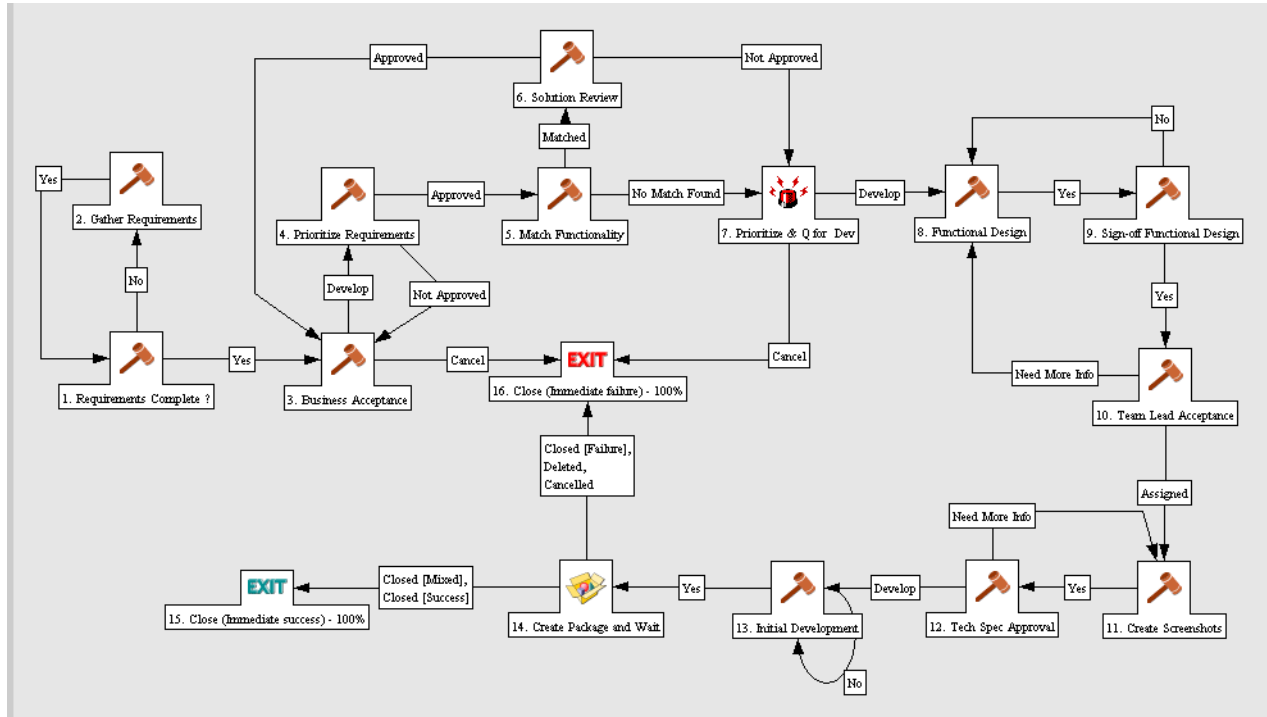 Approved
Not Approved
6. Solution Review
Matched
No
Yes
2. Gather Requirements
Approved
No Match Found
Develop
Yes
4. Prioritize Requirements
5. Match Functionality
7. Prioritize & Q for Dev
8. Functional Design
9. Sign-off Functional Design
No
Develop
Not Approved
Yes
Yes
Cancel
EXIT
Cancel
Need More Info
1. Requirements Complete ?
3. Business Acceptance
16. Close (Immediate failure) - 100%
10. Team Lead Acceptance
Closed [Failure],
Deleted,
Cancelled
Assigned
Need More Info
EXIT
Closed [Mixed],
Closed [Success]
Yes
Develop
Yes
15. Close (Immediate success) - 100%
14. Create Package and Wait
13. Initial Development
12. Tech Spec Approval
11. Create Screenshots
No